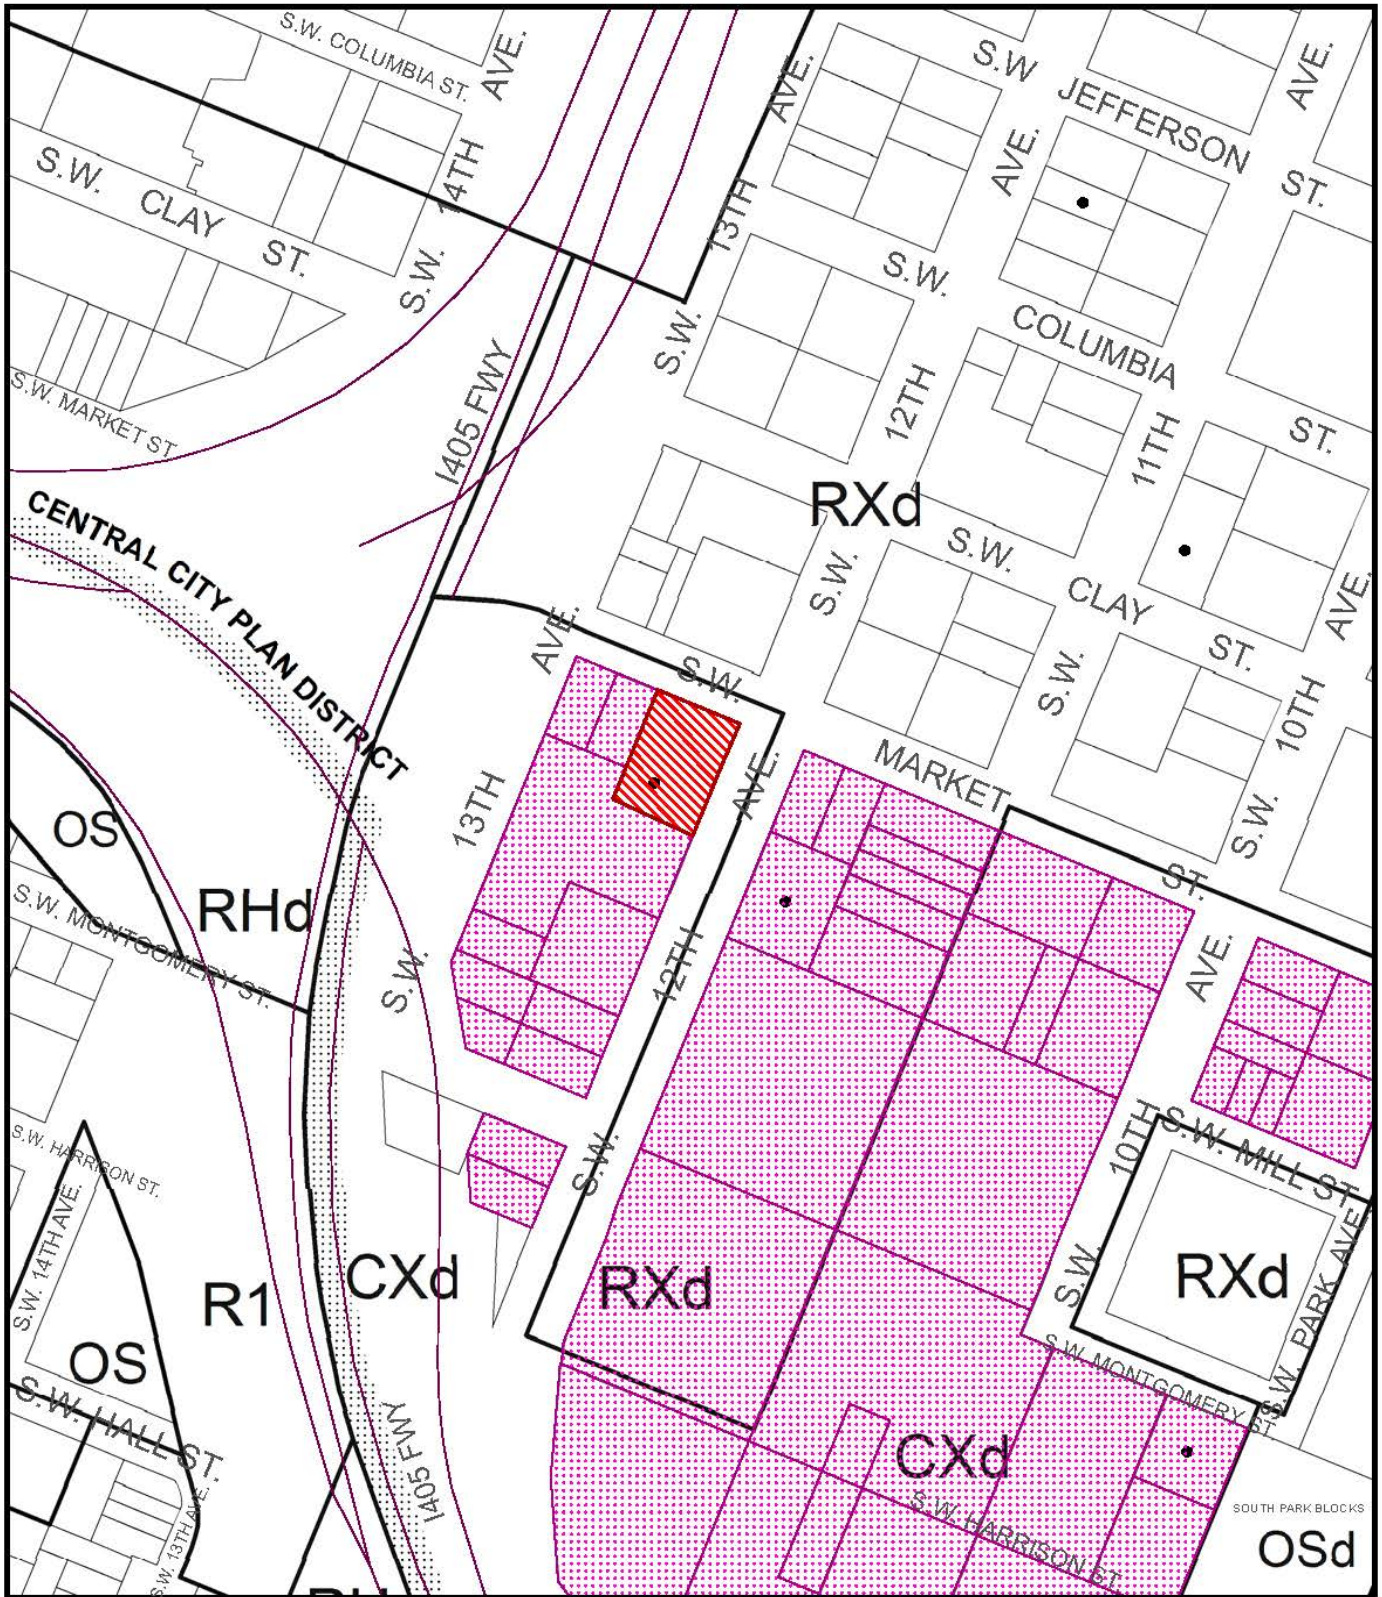 S.W. COLUMBIA ST.
AVE.
AVE.
S.W
JEFFERSON
ST.
AVE.
AVE.
S.W. CLAY ST.
14TH
S.W.
13TH
S.W.
S.W.
COLUMBIA
ST.
S.W. MARKET ST
I405 FWY
12TH
S.W.
11TH
S.W.
RXd
S.W.
CLAY
ST.
AVE.
CENTRAL CITY PLAN DISTRICT
AVE.
S.W.
MARKET
ST.
10TH
S.W.
13TH
S.W.
AVE.
12TH
S.W.
OS
RHd
S.W. MONTGOMERY ST.
AVE.
10TH
S.W.
S.W. MILL ST.
S.W. HARRISON ST.
S.W. 14TH AVE.
R1
CXd
RXd
RXd
S.W. PARK AVE.
OS
S.W. MONTGOMERY ST.
S.W. HALL ST.
S.W. 13TH AVE.
I405 FWY
CXd
S.W. HARRISON ST.
SOUTH PARK BLOCKS
OSd